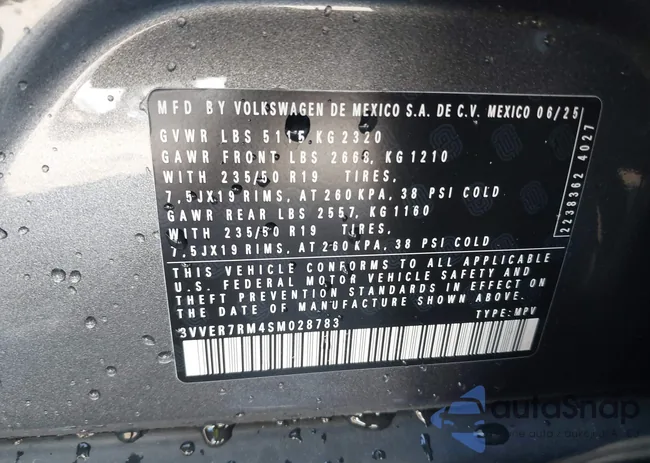 MFD BY VOLKSWAGEN DE MEXICO S.A. DE C.V. MEXICO 06/25
GVWR LBS 5115 KG 2320
GAWR FRONT LBS 2668, KG 1210
WITH 235/50 R19 TIRES,
7,5JX19 RIMS, AT 260 KPA, 38 PSI COLD
GAWR REAR LBS 2557, KG 1160
WITH 235/50 R19 TIRES,
7,5JX19 RIMS, AT 260 KPA, 38 PSI COLD
THIS VEHICLE CONFORMS TO ALL APPLICABLE
U.S. FEDERAL MOTOR VEHICLE SAFETY AND
THEFT PREVENTION STANDARDS IN EFFECT ON
THE DATE OF MANUFACTURE SHOWN ABOVE.
3VVER7RM4SM028783 TYPE: MPV
2238362 4027
autoSnap